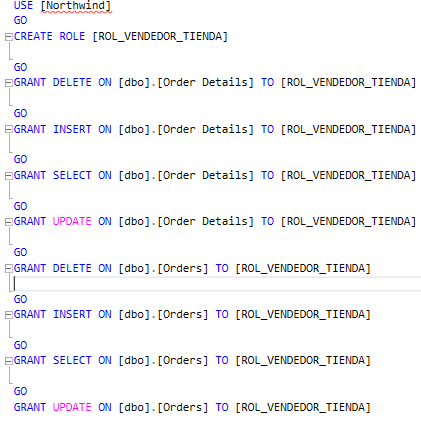 USE [Northwind]
GO
CREATE ROLE [ROL_VENDEDOR_TIENDA]
GO
GRANT DELETE ON [dbo].[Order Details] TO [ROL_VENDEDOR_TIENDA]
GO
GRANT INSERT ON [dbo].[Order Details] TO [ROL_VENDEDOR_TIENDA]
GO
GRANT SELECT ON [dbo].[Order Details] TO [ROL_VENDEDOR_TIENDA]
GO
GRANT UPDATE ON [dbo].[Order Details] TO [ROL_VENDEDOR_TIENDA]
GO
GRANT DELETE ON [dbo].[Orders] TO [ROL_VENDEDOR_TIENDA]
GO
GRANT INSERT ON [dbo].[Orders] TO [ROL_VENDEDOR_TIENDA]
GO
GRANT SELECT ON [dbo].[Orders] TO [ROL_VENDEDOR_TIENDA]
GO
GRANT UPDATE ON [dbo].[Orders] TO [ROL_VENDEDOR_TIENDA]